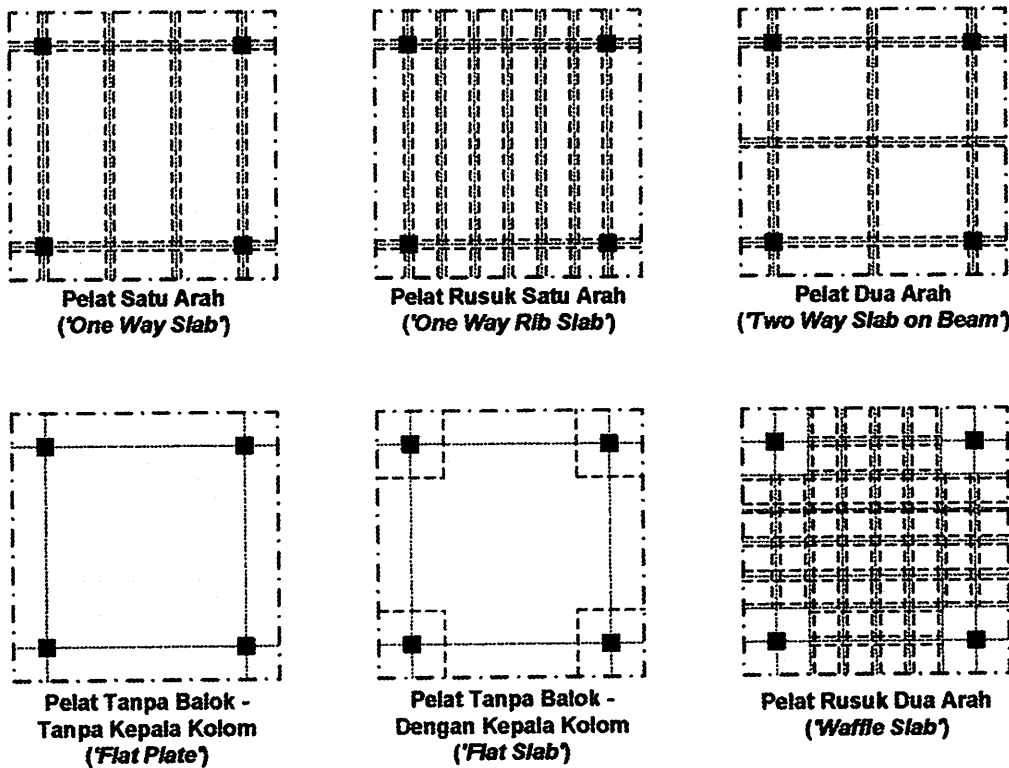 Pelat Satu Arah
('One Way Slab')
Pelat Rusuk Satu Arah
('One Way Rib Slab')
Pelat Dua Arah
('Two Way Slab on Beam')
Pelat Tanpa Balok -
Tanpa Kepala Kolom
('Flat Plate')
Pelat Tanpa Balok -
Dengan Kepala Kolom
('Flat Slab')
Pelat Rusuk Dua Arah
('Waffle Slab')